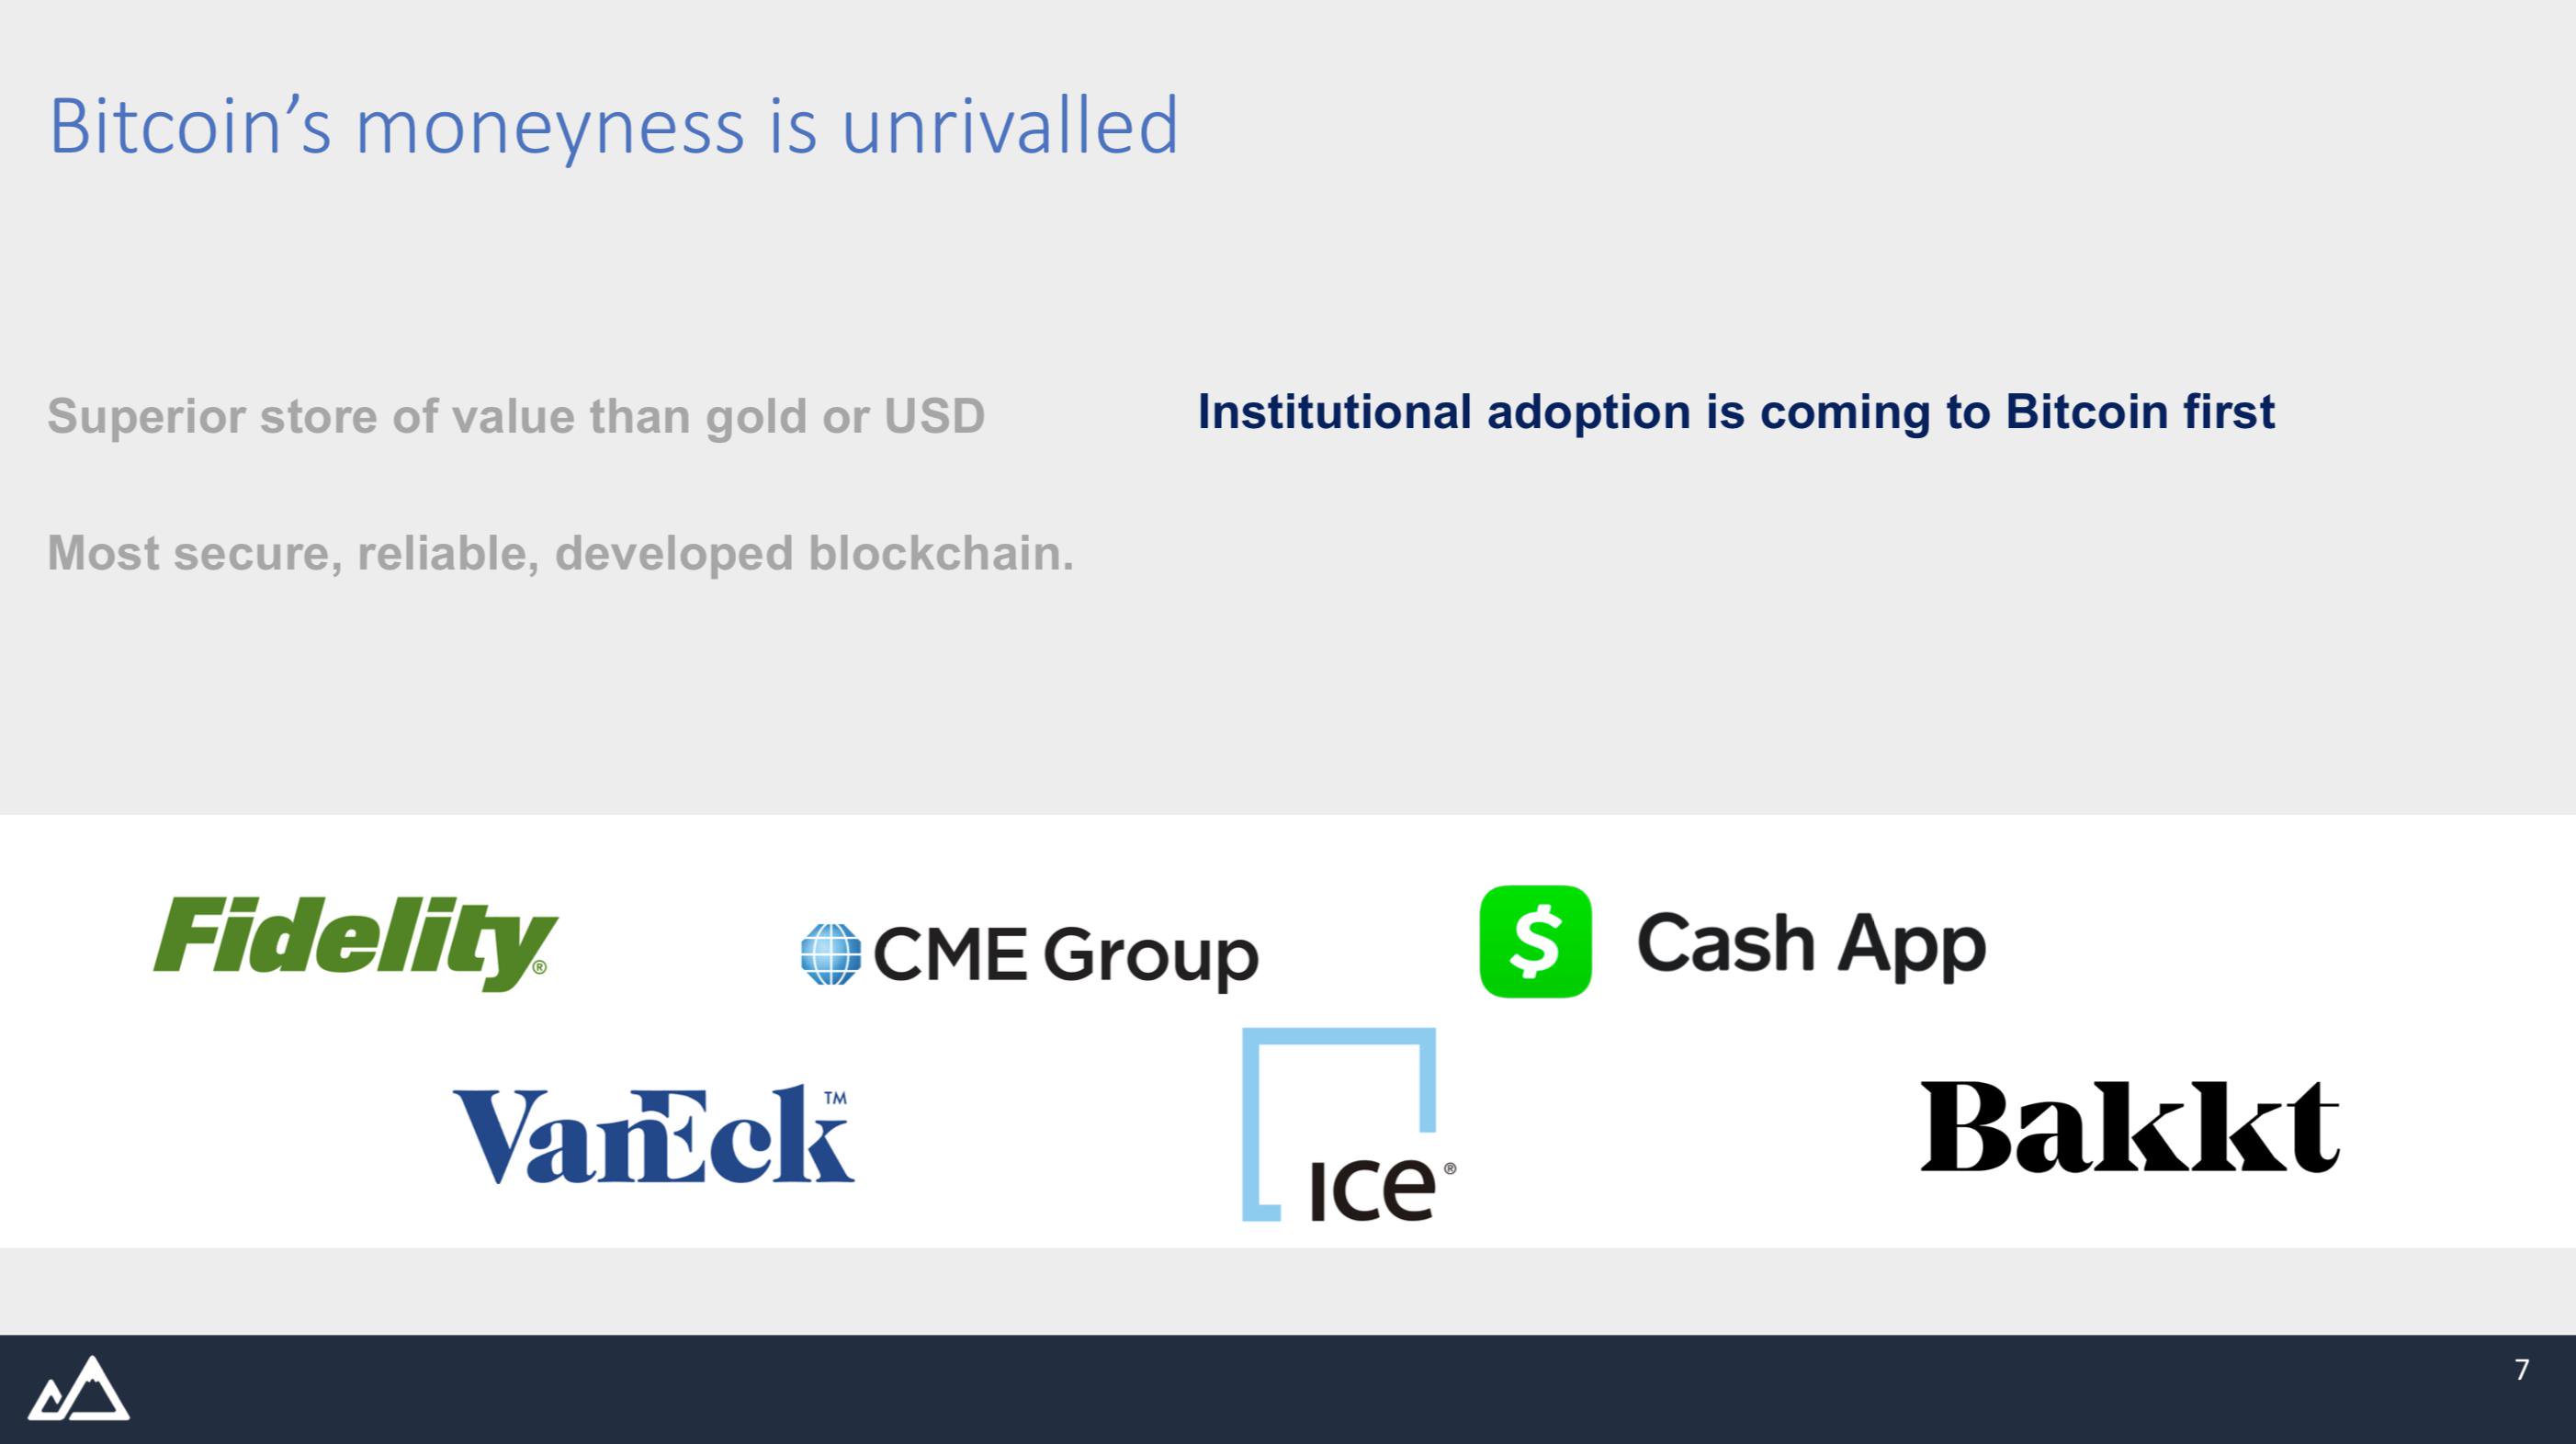 Bitcoin’s moneyness is unrivalled
Superior store of value than gold or USD
Institutional adoption is coming to Bitcoin first
Most secure, reliable, developed blockchain.
Fidelity®
CME Group
$ Cash App
VanEck™
ice®
Bakkt
7